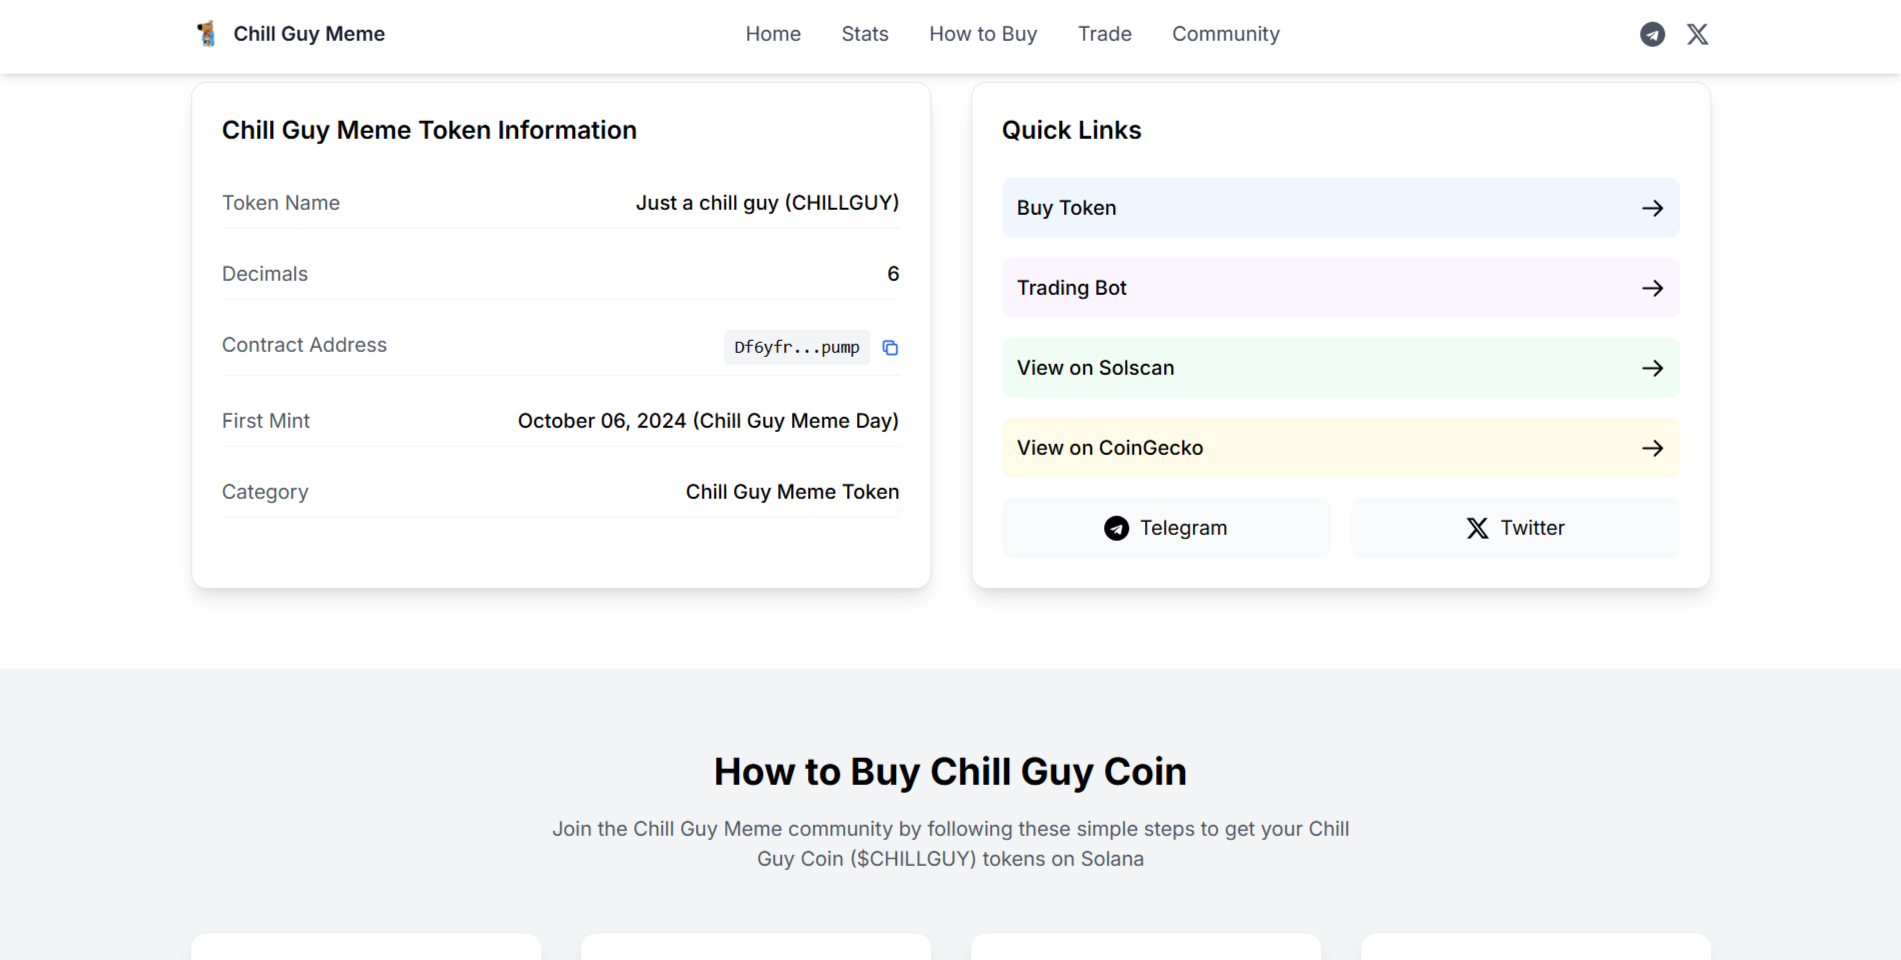 Chill Guy Meme
Home
Stats
How to Buy
Trade
Community
Chill Guy Meme Token Information
Token Name
Just a chill guy (CHILLGUY)
Decimals
6
Contract Address
Df6yfr...pump
First Mint
October 06, 2024 (Chill Guy Meme Day)
Category
Chill Guy Meme Token
Quick Links
Buy Token
Trading Bot
View on Solscan
View on CoinGecko
Telegram
Twitter
How to Buy Chill Guy Coin
Join the Chill Guy Meme community by following these simple steps to get your Chill
Guy Coin ($CHILLGUY) tokens on Solana